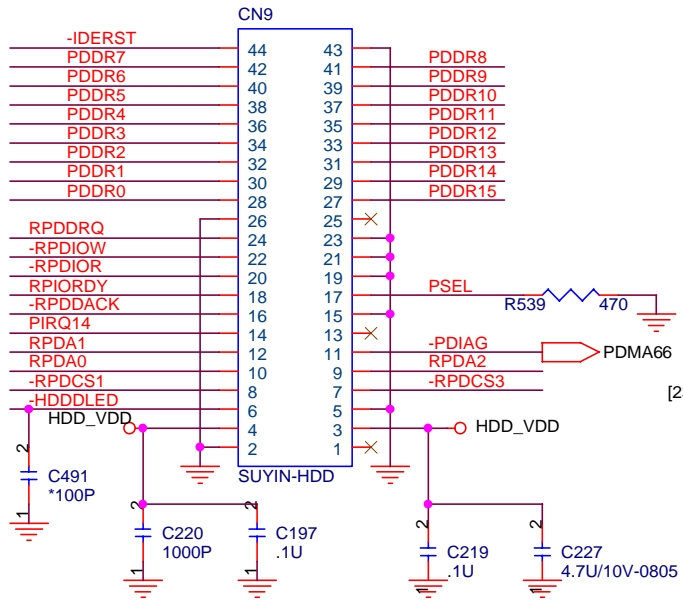 CN9
-IDERST 44 43
PDDR7 42 41 PDDR8
PDDR6 40 39 PDDR9
PDDR5 38 37 PDDR10
PDDR4 36 35 PDDR11
PDDR3 34 33 PDDR12
PDDR2 32 31 PDDR13
PDDR1 30 29 PDDR14
PDDR0 28 27 PDDR15
26 25
RPDDRQ 24 23
-RPDIOW 22 21
-RPDIOR 20 19
RPIORDY 18 17 PSEL R539 470
-RPDDACK 16 15
PIRQ14 14 13
RPDA1 12 11 -PDIAG PDMA66
RPDA0 10 9 RPDA2
-RPDCS1 8 7 -RPDCS3
[2
-HDDDLED 6 5
HDD_VDD 4 3 HDD_VDD
2 1
SUYIN-HDD
2 C491 *100P 1
2 C220 1000P 1
2 C197 .1U 1
2 C219 .1U 1
2 C227 4.7U/10V-0805 1